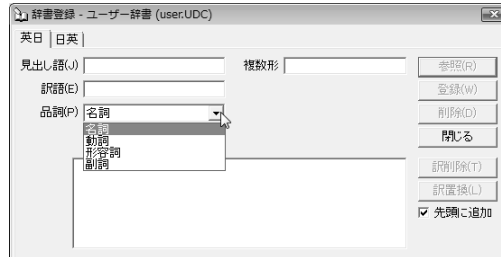 辞書登録 - ユーザー辞書 (user.UDC)
英日 日英
見出し語(J) 複数形 参照(R)
訳語(E) 登録(W)
品詞(P) 名詞 削除(D)
名詞
動詞 閉じる
形容詞
副詞
訳削除(T)
訳置換(L)
先頭に追加